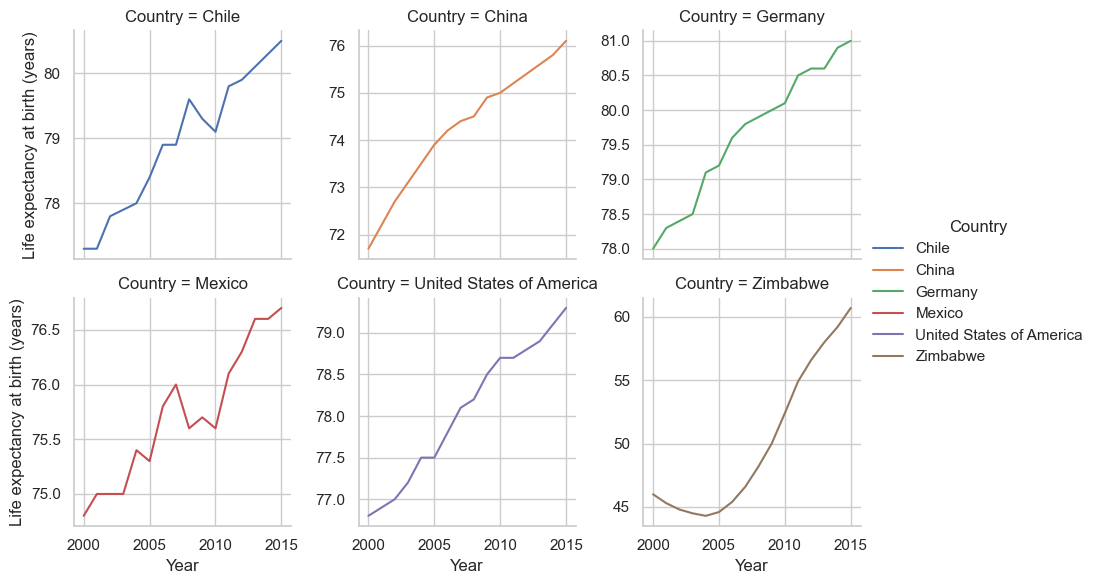 Country = Chile
Country = China
Country = Germany
Life expectancy at birth (years)
80
79
78
76
75
74
73
72
81.0
80.5
80.0
79.5
79.0
78.5
78.0
Country = Mexico
Country = United States of America
Country = Zimbabwe
Life expectancy at birth (years)
76.5
76.0
75.5
75.0
79.0
78.5
78.0
77.5
77.0
60
55
50
45
2000 2005 2010 2015
2000 2005 2010 2015
2000 2005 2010 2015
Year
Year
Year
Country
Chile
China
Germany
Mexico
United States of America
Zimbabwe